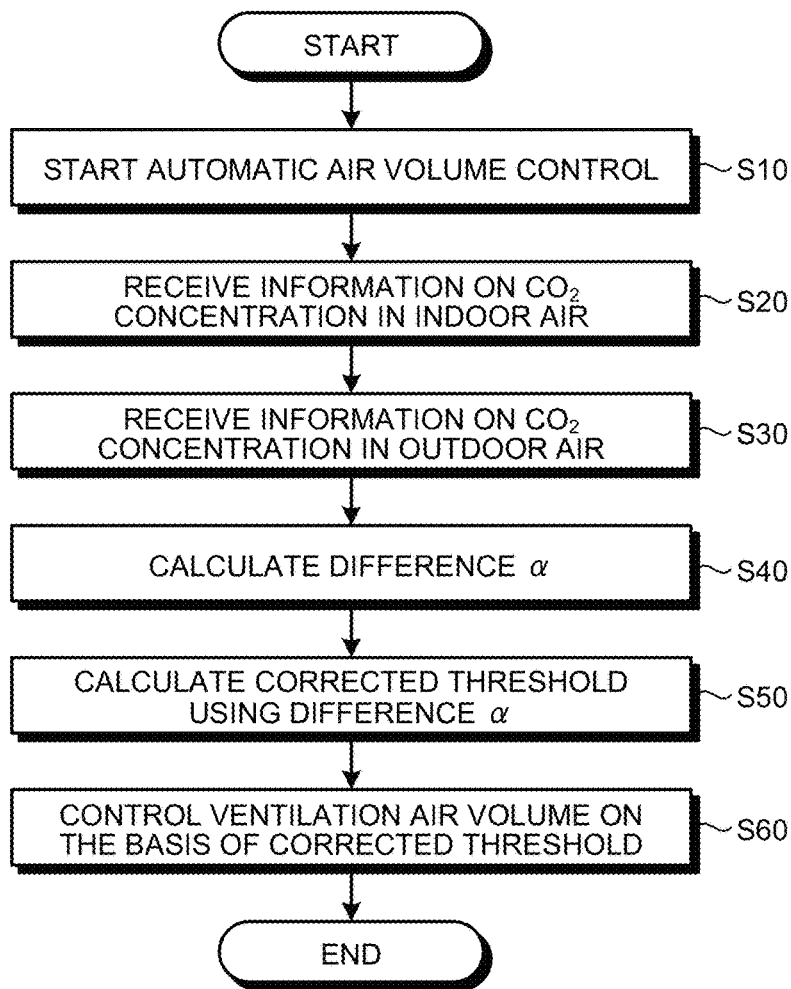 START
START AUTOMATIC AIR VOLUME CONTROL
S10
RECEIVE INFORMATION ON CO₂
CONCENTRATION IN INDOOR AIR
S20
RECEIVE INFORMATION ON CO₂
CONCENTRATION IN OUTDOOR AIR
S30
CALCULATE DIFFERENCE α
S40
CALCULATE CORRECTED THRESHOLD
USING DIFFERENCE α
S50
CONTROL VENTILATION AIR VOLUME ON
THE BASIS OF CORRECTED THRESHOLD
S60
END